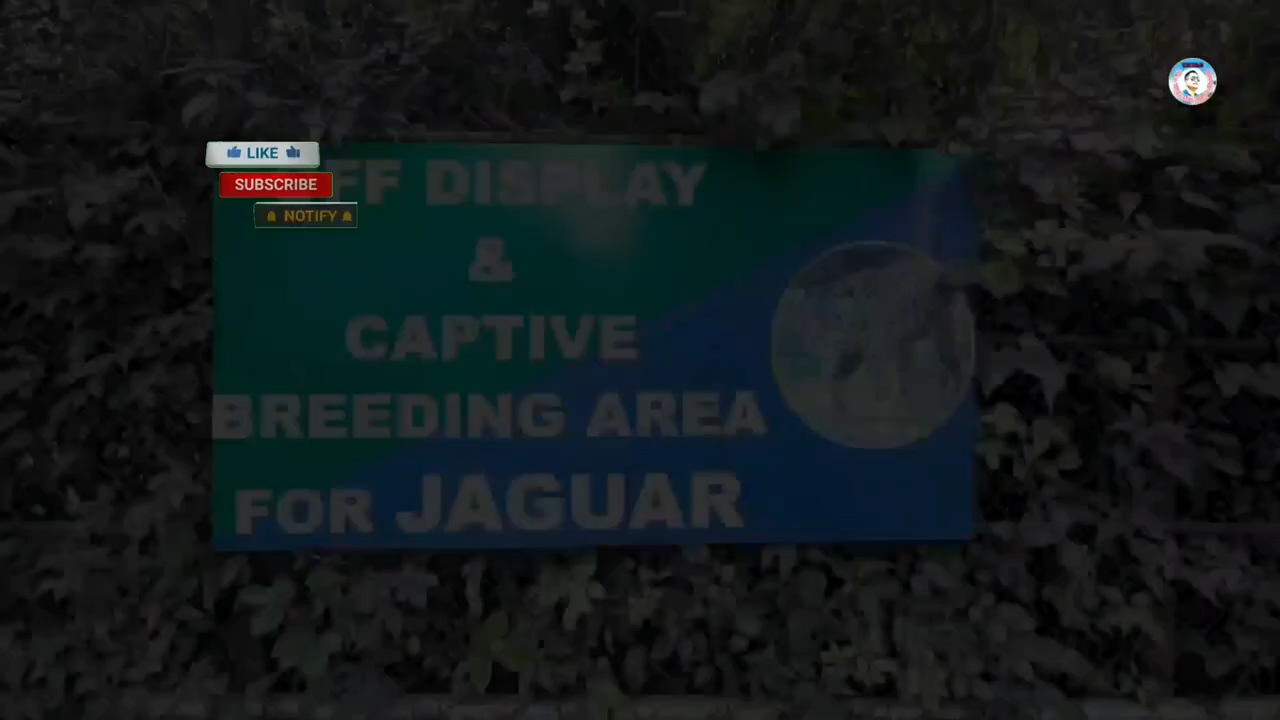 LIKE
SUBSCRIBE
NOTIFY
DISPLAY
&
CAPTIVE
BREEDING AREA
FOR JAGUAR